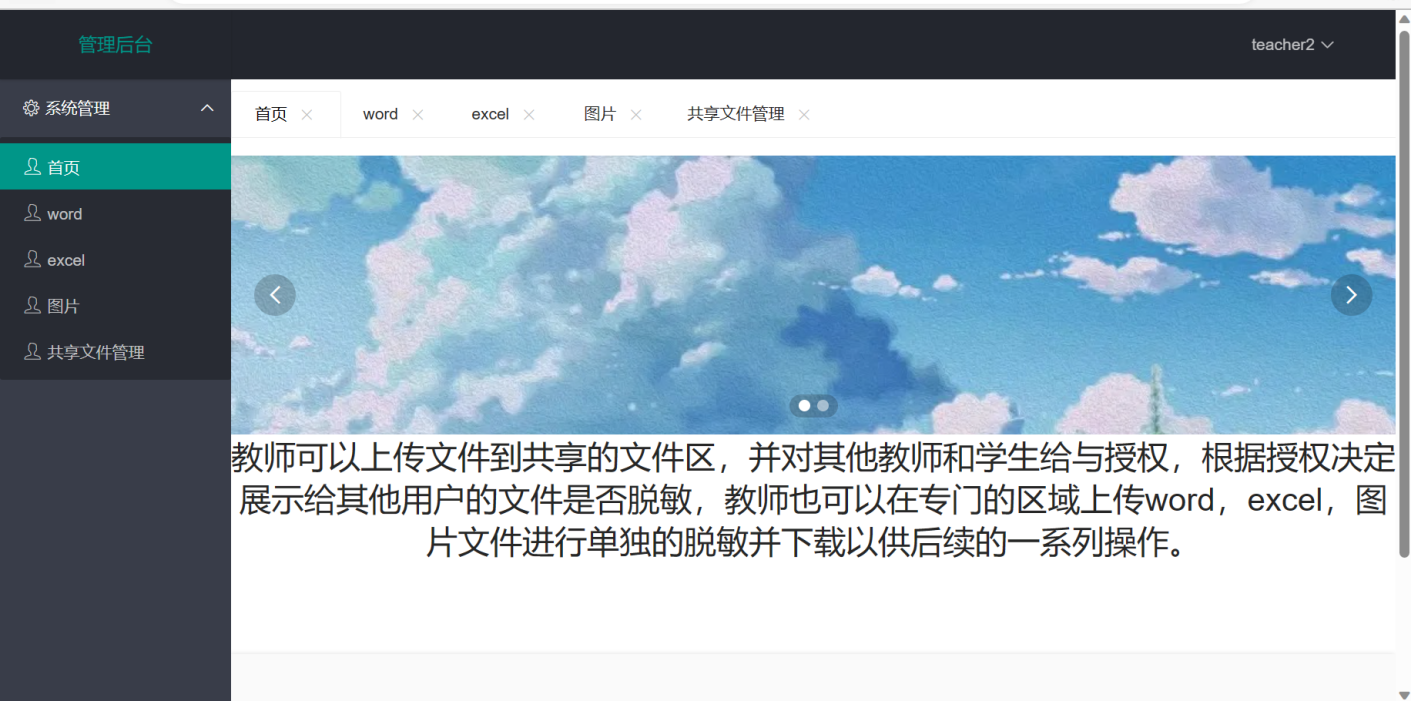 管理后台
teacher2
系统管理
首页
word
excel
图片
共享文件管理
首页
word
excel
图片
共享文件管理
教师可以上传文件到共享的文件区，并对其他教师和学生给与授权，根据授权决定
展示给其他用户的文件是否脱敏，教师也可以在专门的区域上传word，excel，图
片文件进行单独的脱敏并下载以供后续的一系列操作。